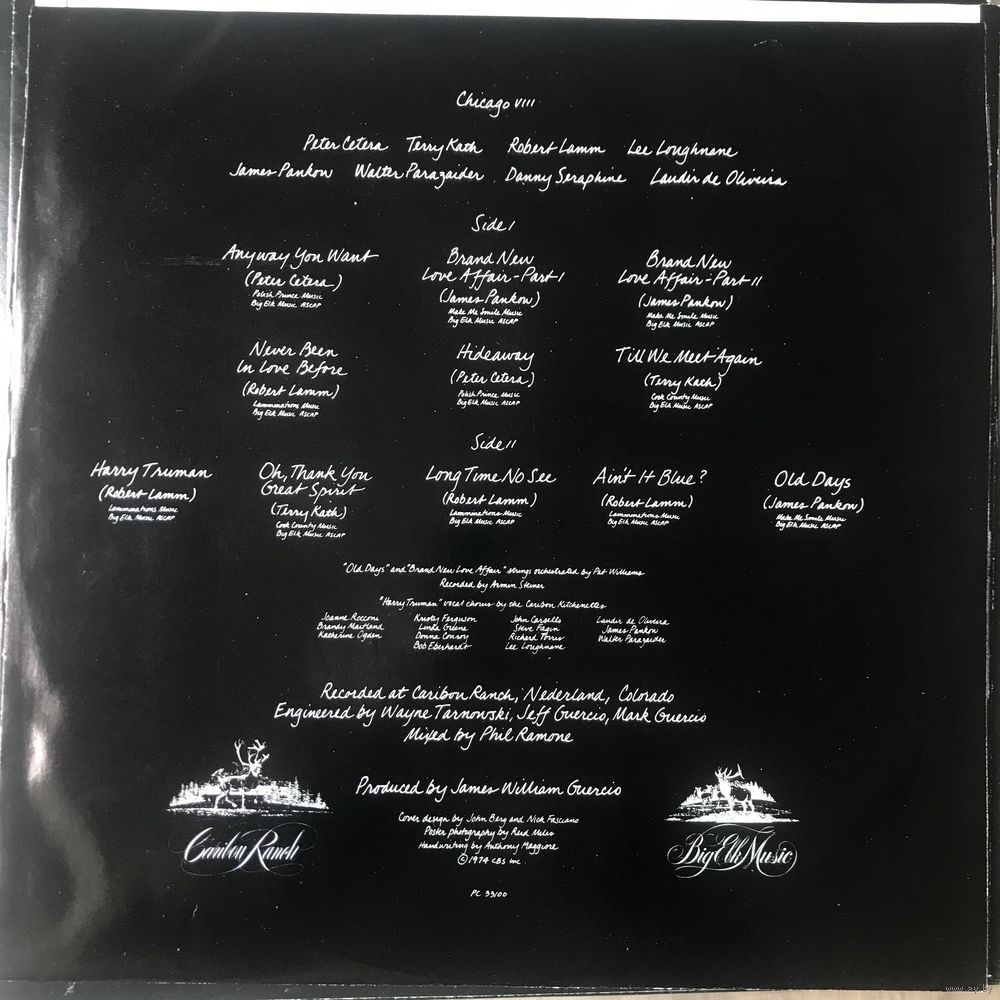 Chicago VIII
Peter Cetera Terry Kath Robert Lamm Lee Loughnane
James Pankow Walter Parazaider Danny Seraphine Laudir de Oliveira
Side I
Anyway You Want
(Peter Cetera)
Polish Prince Music
Big Elk Music ASCAP
Brand New
Love Affair-Part I
(James Pankow)
Make Me Smile Music
Big Elk Music ASCAP
Brand New
Love Affair-Part II
(James Pankow)
Make Me Smile Music
Big Elk Music ASCAP
Never Been
In Love Before
(Robert Lamm)
Lamminations Music
Big Elk Music ASCAP
Hideaway
(Peter Cetera)
Polish Prince Music
Big Elk Music ASCAP
Till We Meet Again
(Terry Kath)
Cook County Music
Big Elk Music ASCAP
Side II
Harry Truman
(Robert Lamm)
Lamminations Music
Big Elk Music ASCAP
Oh, Thank You
Great Spirit
(Terry Kath)
Cook County Music
Big Elk Music ASCAP
Long Time No See
(Robert Lamm)
Lamminations Music
Big Elk Music ASCAP
Ain't It Blue?
(Robert Lamm)
Lamminations Music
Big Elk Music ASCAP
Old Days
(James Pankow)
Make Me Smile Music
Big Elk Music ASCAP
"Old Days" and "Brand New Love Affair" strings orchestrated by Pat Williams
Recorded by Armin Steiner
"Harry Truman" vocal chorus by the Caribou Kitchenettes
Joanne Rocconi Kristy Ferguson John Carsello Laudir de Oliveira
Brandy Maitland Linda Greene Steve Fagin James Pankow
Katherine Ogden Donna Conroy Richard Torres Walter Parazaider
Bob Eberhardt Lee Loughnane
Recorded at Caribou Ranch, Nederland, Colorado
Engineered by Wayne Tarnowski, Jeff Guercio, Mark Guercio
Mixed by Phil Ramone
Produced by James William Guercio
Cover design by John Berg and Nick Fasciano
Poster photography by Reid Miles
Handwriting by Anthony Maggiore
©1974 CBS Inc.
Caribou Ranch
Big Elk Music
PC 33100
www.ay.by